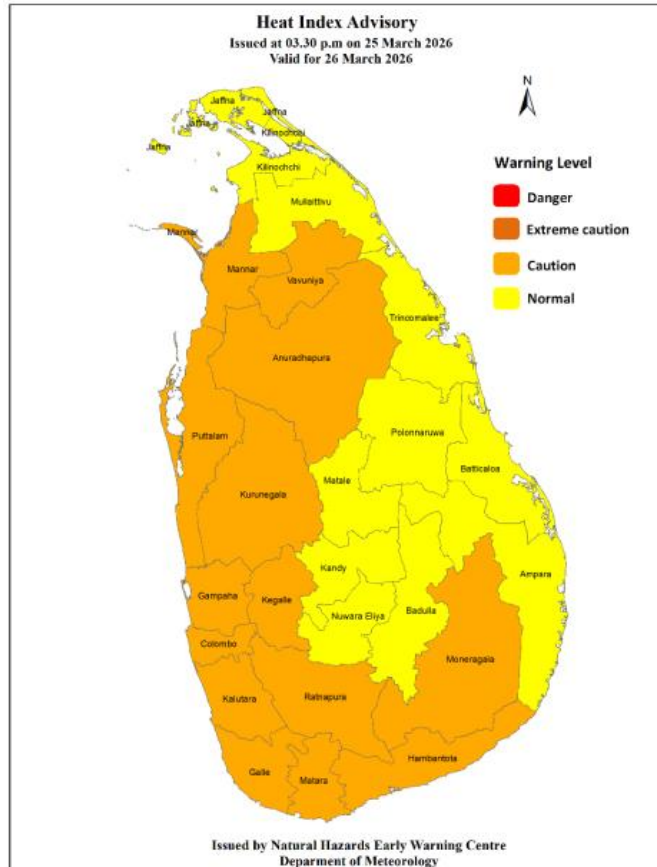 Heat Index Advisory
Issued at 03.30 p.m on 25 March 2026
Valid for 26 March 2026
N
Jaffna
Jaffna
Jaffna
Jaffna
Kilinochchi
Kilinochchi
Mullaittivu
Warning Level
Danger
Extreme caution
Caution
Normal
Mannar
Mannar
Vavuniya
Trincomalee
Anuradhapura
Polonnaruwa
Puttalam
Batticaloa
Matale
Kurunegala
Kandy
Ampara
Gampaha
Kegalle
Nuwara Eliya
Badulla
Colombo
Moneragala
Kalutara
Ratnapura
Hambantota
Galle
Matara
Issued by Natural Hazards Early Warning Centre
Deparment of Meteorology